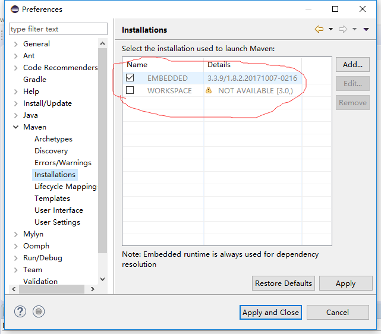 Preferences
type filter text
General
Ant
Code Recommenders
Gradle
Help
Install/Update
Java
Maven
Archetypes
Discovery
Errors/Warnings
Installations
Lifecycle Mapping
Templates
User Interface
User Settings
Mylyn
Oomph
Run/Debug
Team
Validation
Installations
Select the installation used to launch Maven:
Name Details
EMBEDDED 3.3.9/1.8.2.20171007-0216
WORKSPACE NOT AVAILABLE [3.0,)
Add...
Edit...
Remove
Note: Embedded runtime is always used for dependency
resolution
Restore Defaults Apply
Apply and Close Cancel